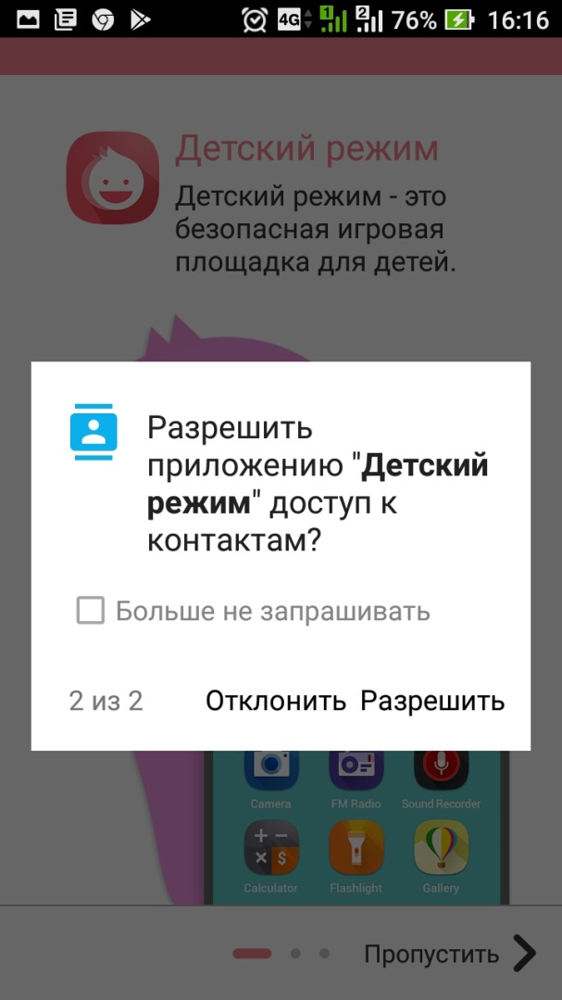 4G 1 2 76% 16:16
Детский режим
Детский режим - это
безопасная игровая
площадка для детей.
Разрешить
приложению "Детский
режим" доступ к
контактам?
Больше не запрашивать
2 из 2 Отклонить Разрешить
Camera FM Radio Sound Recorder
Calculator Flashlight Gallery
Пропустить